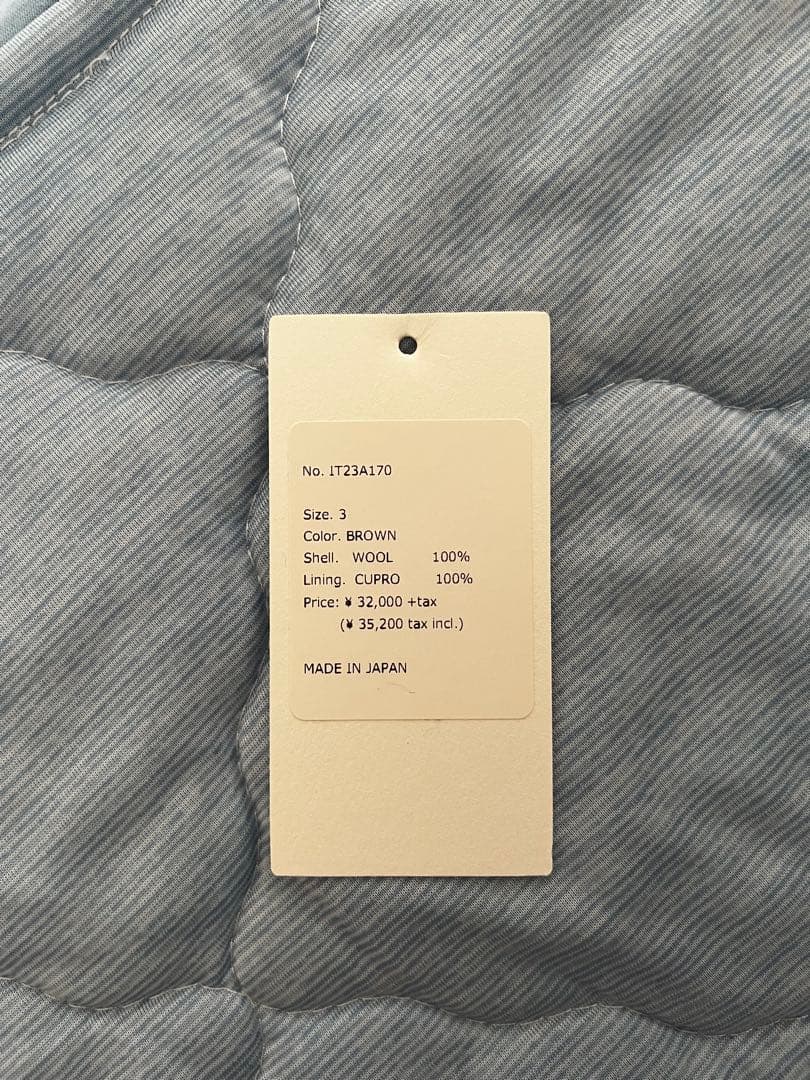 No. IT23A170
Size. 3
Color. BROWN
Shell. WOOL 100%
Lining. CUPRO 100%
Price: ¥ 32,000 +tax
(¥ 35,200 tax incl.)
MADE IN JAPAN